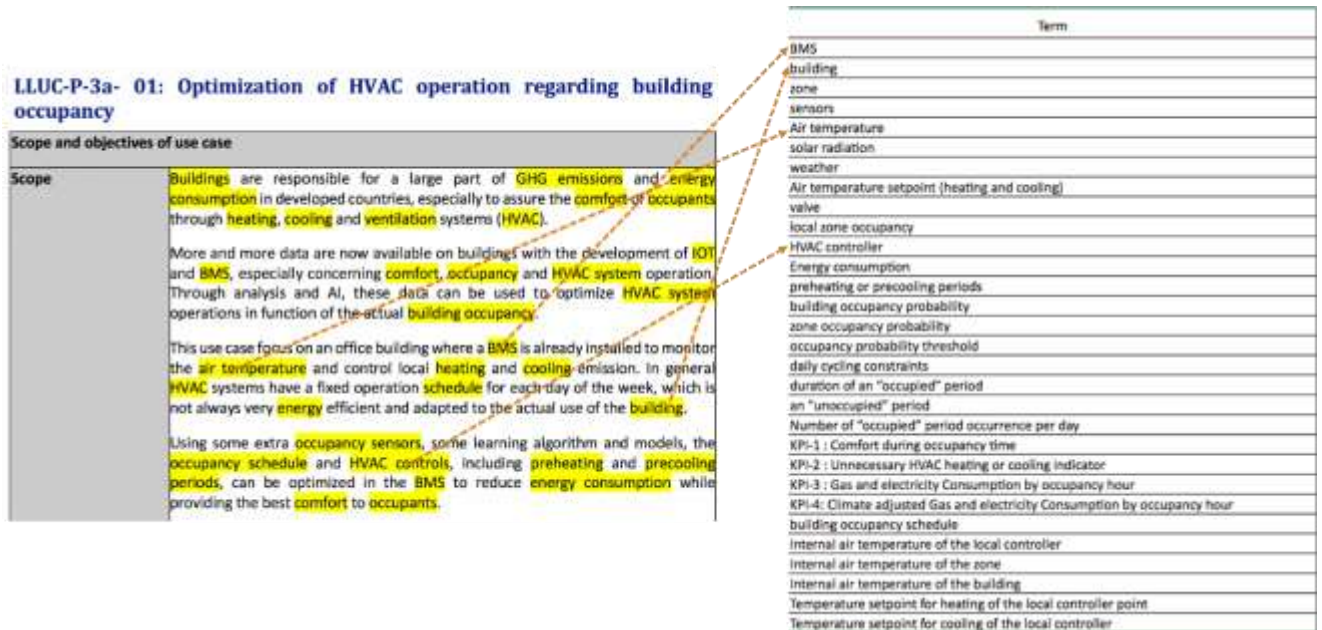 LLUC-P-3a- 01: Optimization of HVAC operation regarding building
occupancy
Scope and objectives of use case
Scope
Buildings are responsible for a large part of GHG emissions and energy
consumption in developed countries, especially to assure the comfort of occupants
through heating, cooling and ventilation systems (HVAC).
More and more data are now available on buildings with the development of IOT
and BMS, especially concerning comfort, occupancy and HVAC system operation.
Through analysis and AI, these data can be used to optimize HVAC system
operations in function of the actual building occupancy.
This use case focus on an office building where a BMS is already installed to monitor
the air temperature and control local heating and cooling emission. In general
HVAC systems have a fixed operation schedule for each day of the week, which is
not always very energy efficient and adapted to the actual use of the building.
Using some extra occupancy sensors, some learning algorithm and models, the
occupancy schedule and HVAC controls, including preheating and precooling
periods, can be optimized in the BMS to reduce energy consumption while
providing the best comfort to occupants.
Term
BMS
building
zone
sensors
Air temperature
solar radiation
weather
Air temperature setpoint (heating and cooling)
valve
local zone occupancy
HVAC controller
Energy consumption
preheating or precooling periods
building occupancy probability
zone occupancy probability
occupancy probability threshold
daily cycling constraints
duration of an "occupied" period
an "unoccupied" period
Number of "occupied" period occurrence per day
KPI-1 : Comfort during occupancy time
KPI-2 : Unnecessary HVAC heating or cooling indicator
KPI-3 : Gas and electricity Consumption by occupancy hour
KPI-4: Climate adjusted Gas and electricity Consumption by occupancy hour
building occupancy schedule
Internal air temperature of the local controller
Internal air temperature of the zone
Internal air temperature of the building
Temperature setpoint for heating of the local controller point
Temperature setpoint for cooling of the local controller